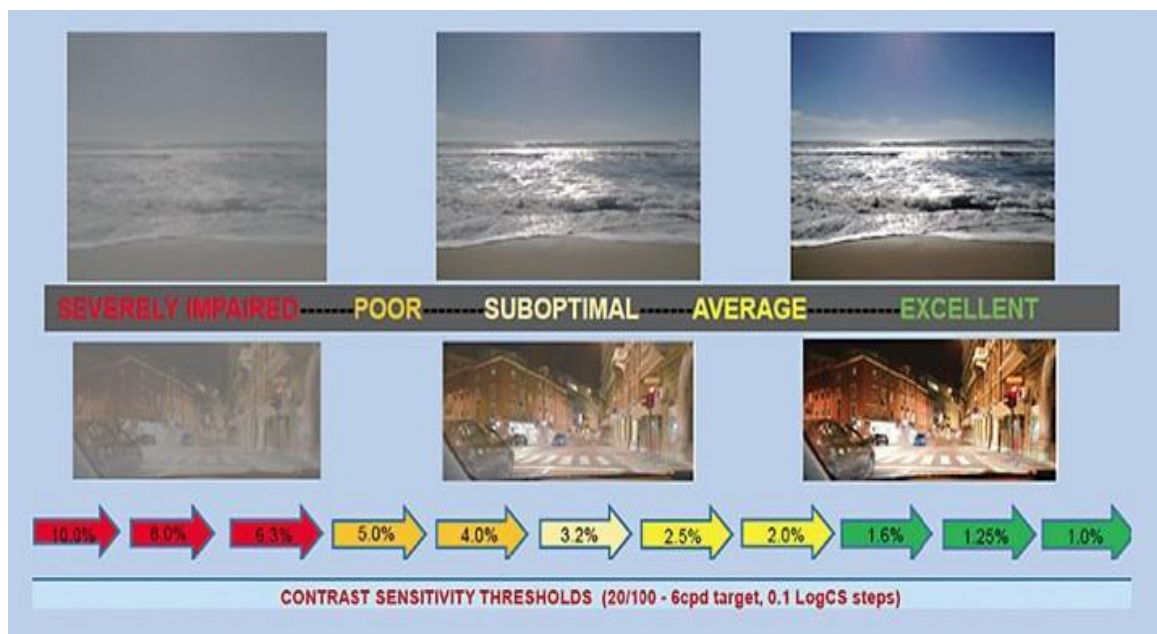 SEVERELY IMPAIRED------POOR------SUBOPTIMAL------AVERAGE-----------EXCELLENT
10.0% 8.0% 6.3% 5.0% 4.0% 3.2% 2.5% 2.0% 1.6% 1.25% 1.0%
CONTRAST SENSITIVITY THRESHOLDS (20/100 - 6cpd target, 0.1 LogCS steps)